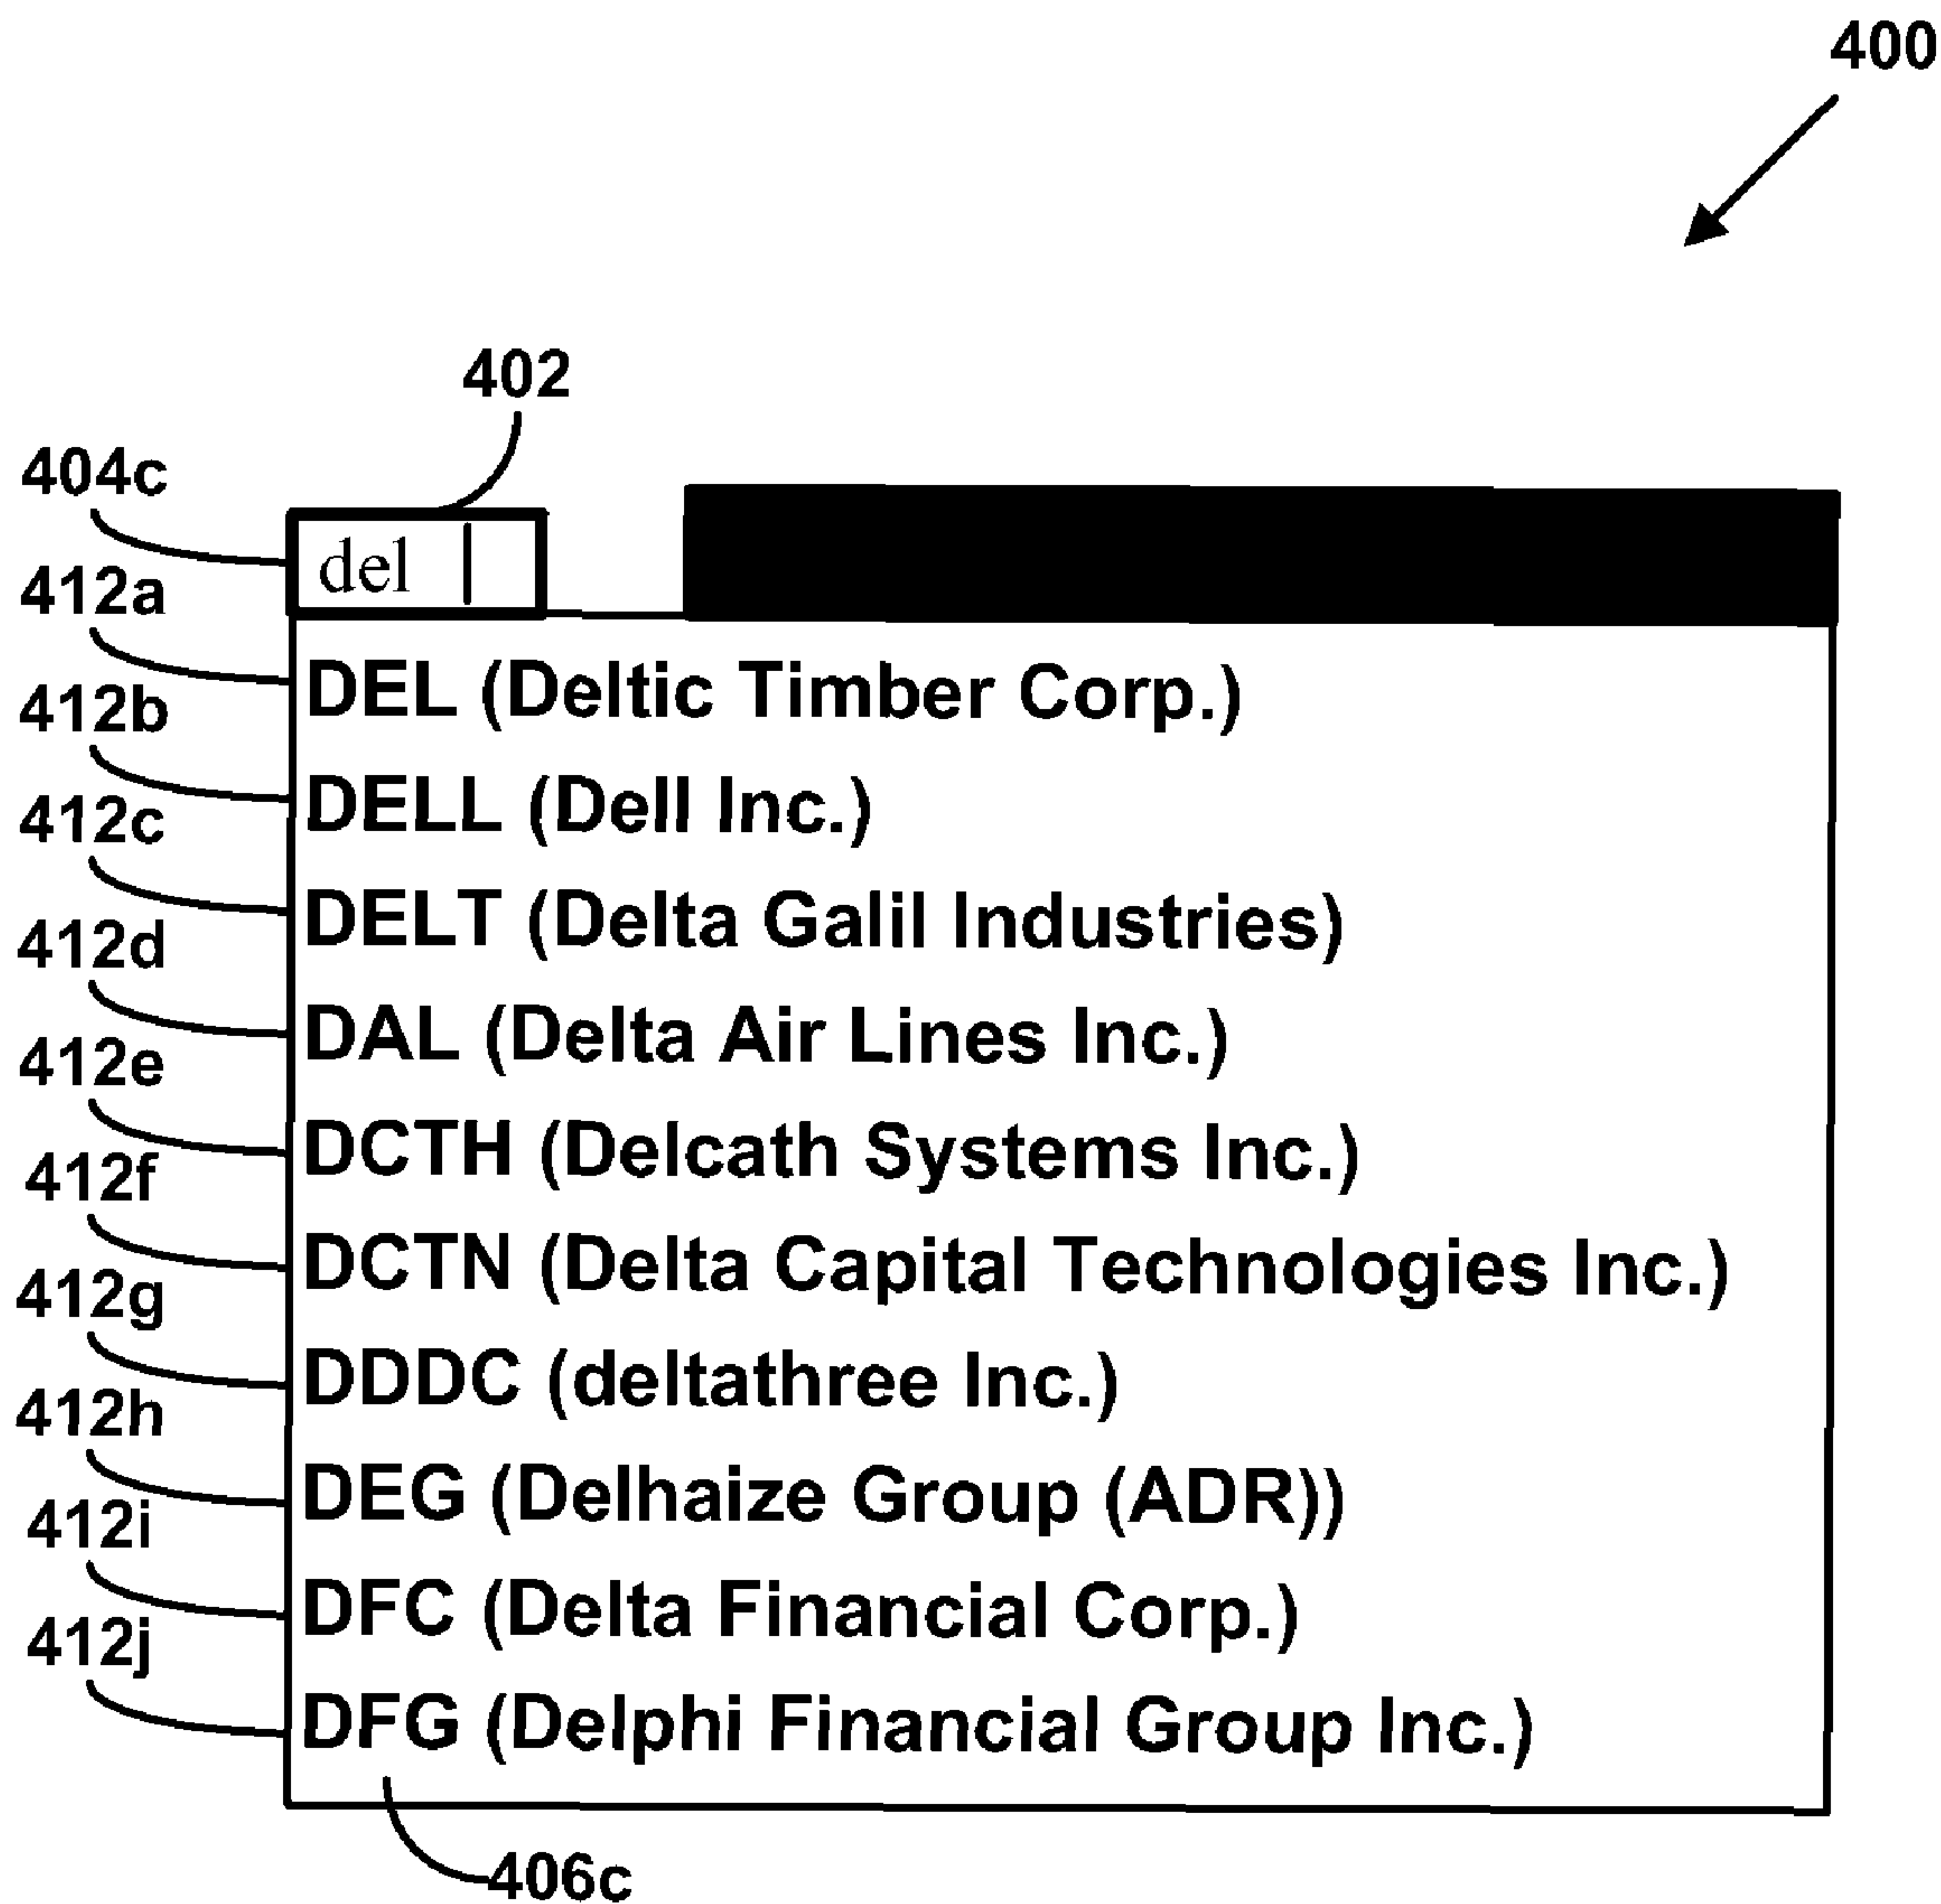 400
402
404c
del
412a
DEL (Deltic Timber Corp.)
412b
DELL (Dell Inc.)
412c
DELT (Delta Galil Industries)
412d
DAL (Delta Air Lines Inc.)
412e
DCTH (Delcath Systems Inc.)
412f
DCTN (Delta Capital Technologies Inc.)
412g
DDDC (deltathree Inc.)
412h
DEG (Delhaize Group (ADR))
412i
DFC (Delta Financial Corp.)
412j
DFG (Delphi Financial Group Inc.)
406c